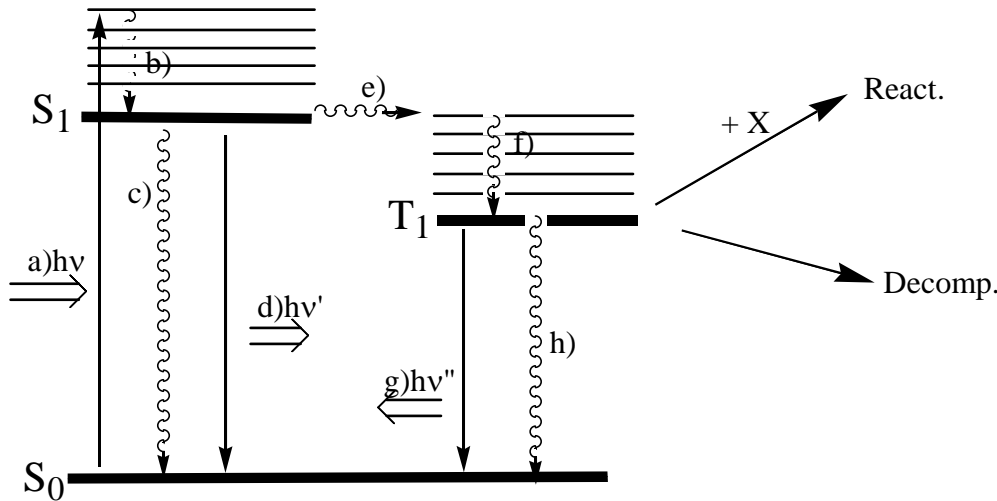 b)
e)
S1
React.
+ X
f)
c)
T1
a)hν
d)hν'
Decomp.
h)
g)hν"
S0